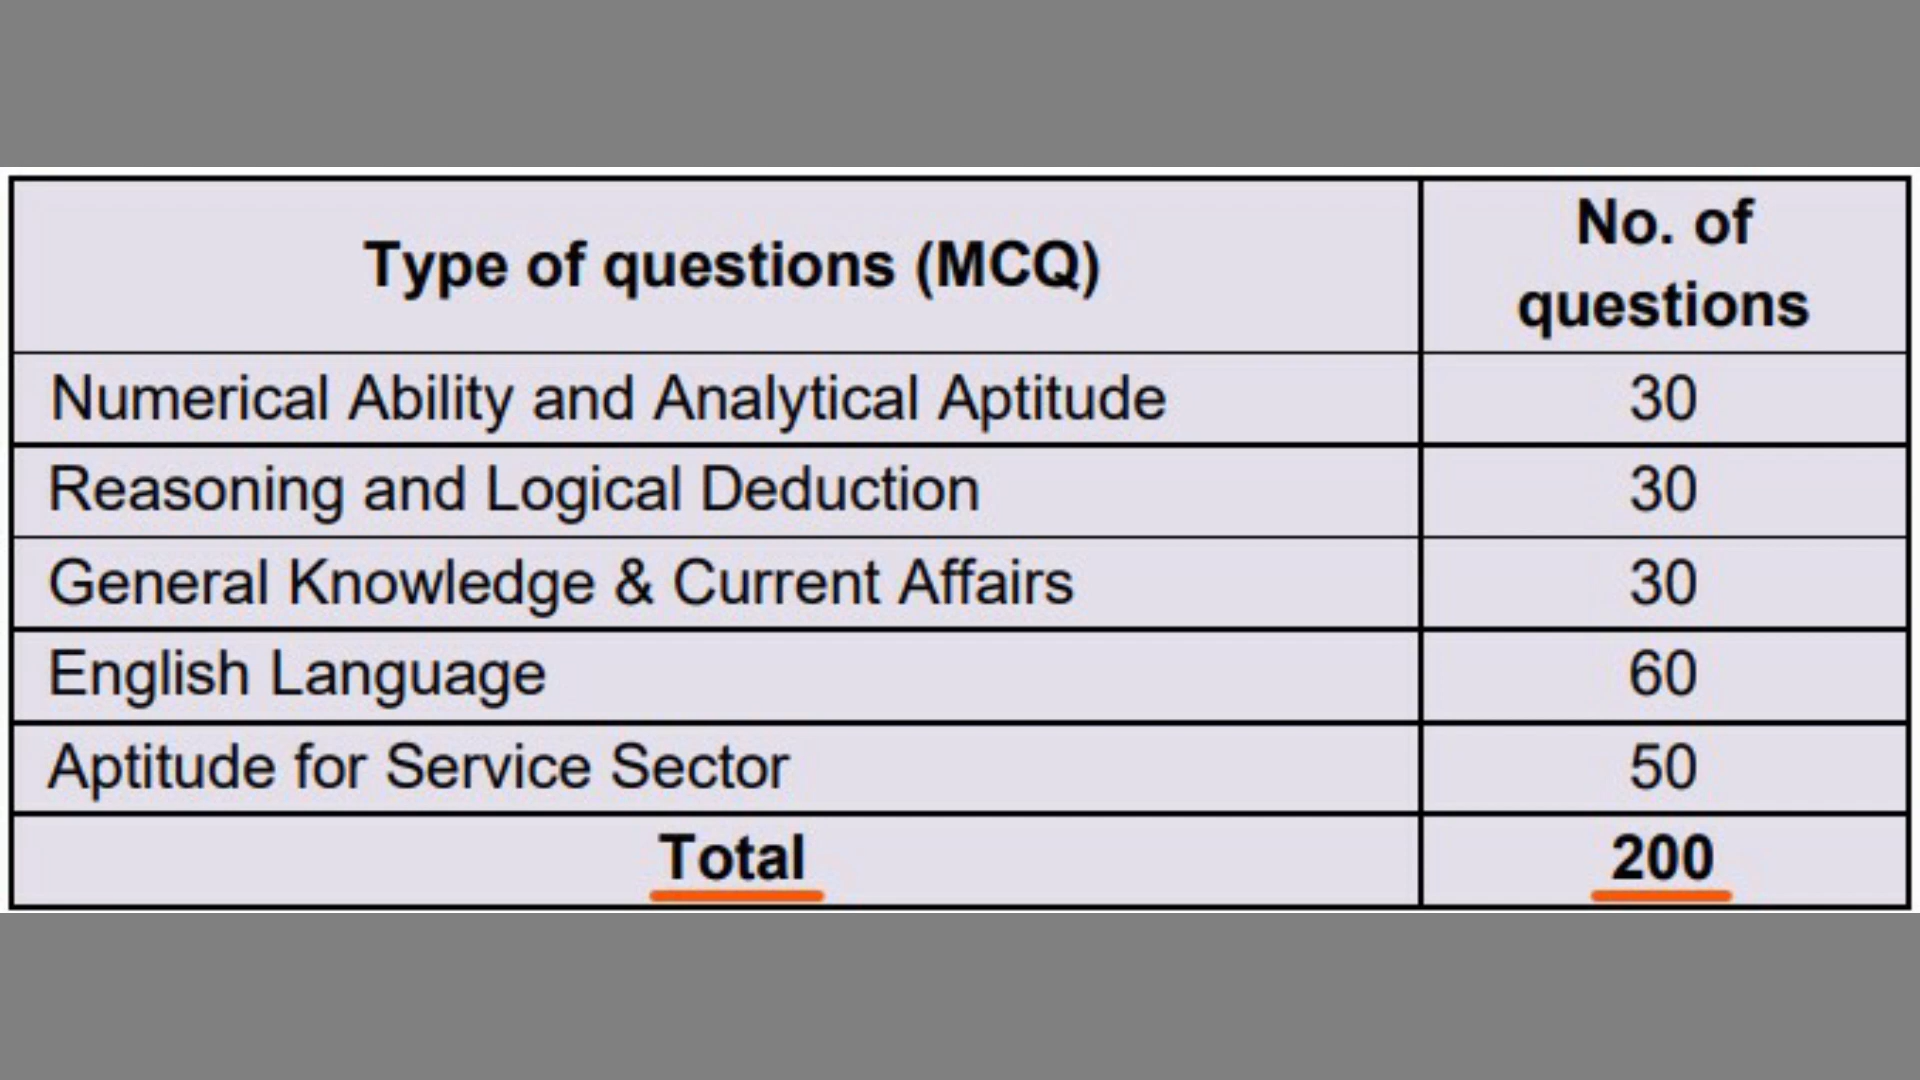 Type of questions (MCQ)
No. of
questions
Numerical Ability and Analytical Aptitude 30
Reasoning and Logical Deduction 30
General Knowledge & Current Affairs 30
English Language 60
Aptitude for Service Sector 50
Total 200